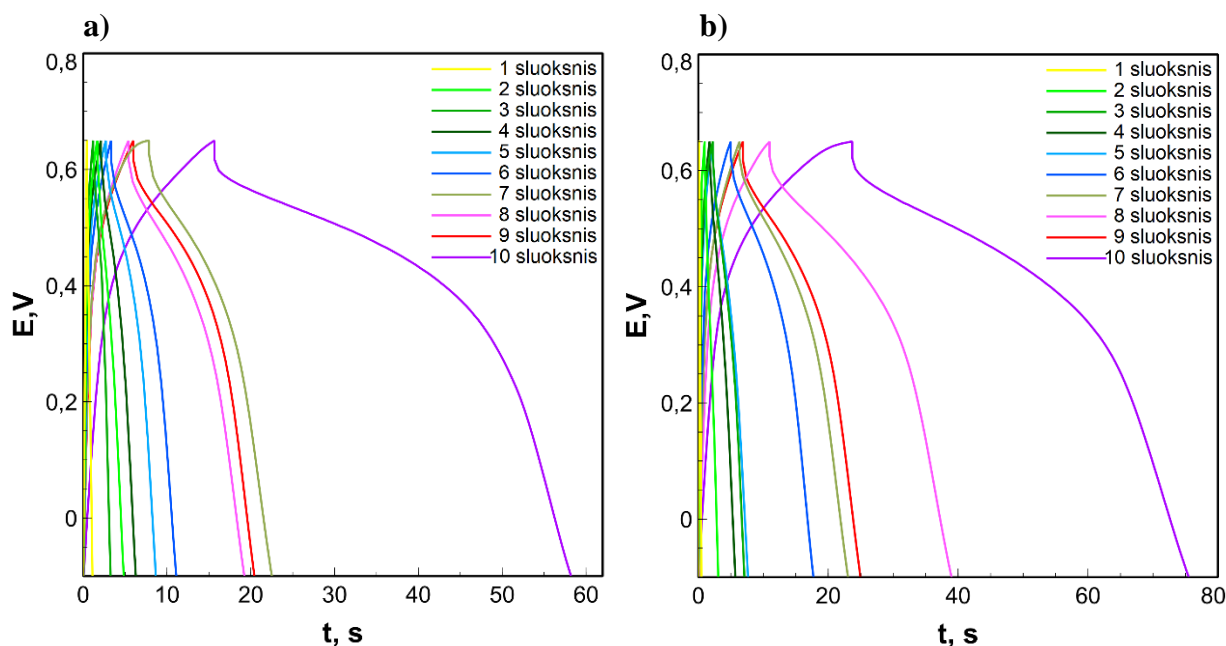 a)
0,8
0,6
0,4
0,2
0
E,V
0 10 20 30 40 50 60
t, s
1 sluoksnis
2 sluoksnis
3 sluoksnis
4 sluoksnis
5 sluoksnis
6 sluoksnis
7 sluoksnis
8 sluoksnis
9 sluoksnis
10 sluoksnis
b)
0,8
0,6
0,4
0,2
0
E,V
0 20 40 60 80
t, s
1 sluoksnis
2 sluoksnis
3 sluoksnis
4 sluoksnis
5 sluoksnis
6 sluoksnis
7 sluoksnis
8 sluoksnis
9 sluoksnis
10 sluoksnis